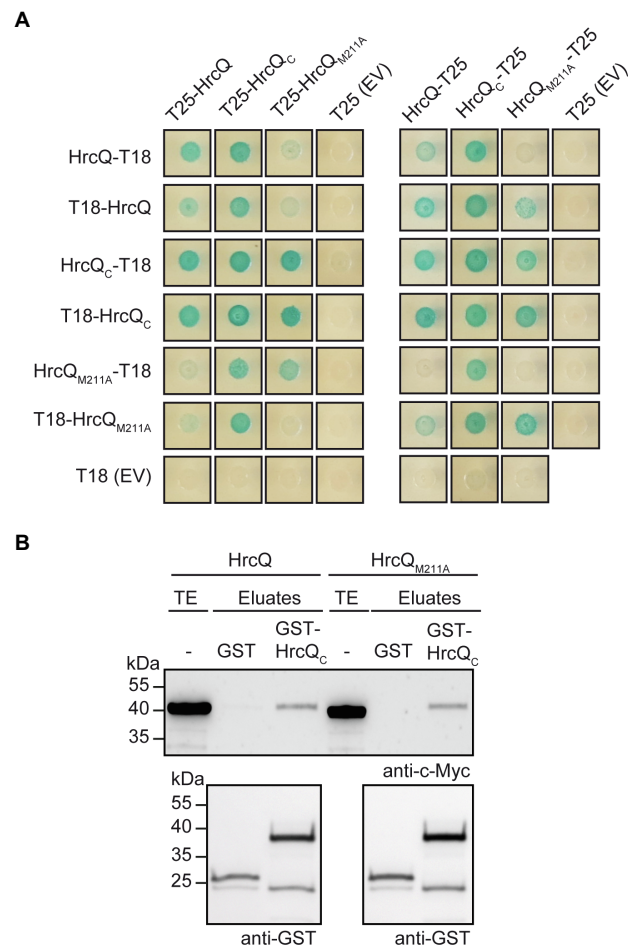 A
T25-HrcQ T25-HrcQC T25-HrcQM211A T25 (EV) HrcQ-T25 HrcQC-T25 HrcQM211A-T25 T25 (EV)
HrcQ-T18
T18-HrcQ
HrcQC-T18
T18-HrcQC
HrcQM211A-T18
T18-HrcQM211A
T18 (EV)
B
HrcQ HrcQM211A
TE Eluates TE Eluates
- GST GST-HrcQC - GST GST-HrcQC
kDa
55
40
35
anti-c-Myc
kDa
55
40
35
25
anti-GST anti-GST